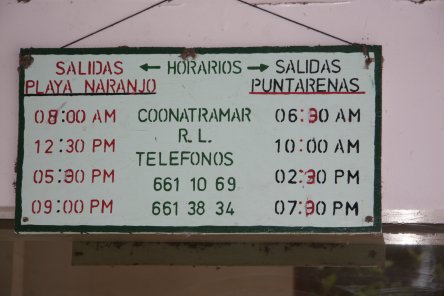 SALIDAS ← HORARIOS → SALIDAS
PLAYA NARANJO PUNTARENAS
08:00 AM COONATRAMAR 06:30 AM
12:30 PM R. L. 10:00 AM
05:30 PM TELEFONOS 02:30 PM
661 10 69
09:00 PM 661 38 34 07:30 PM